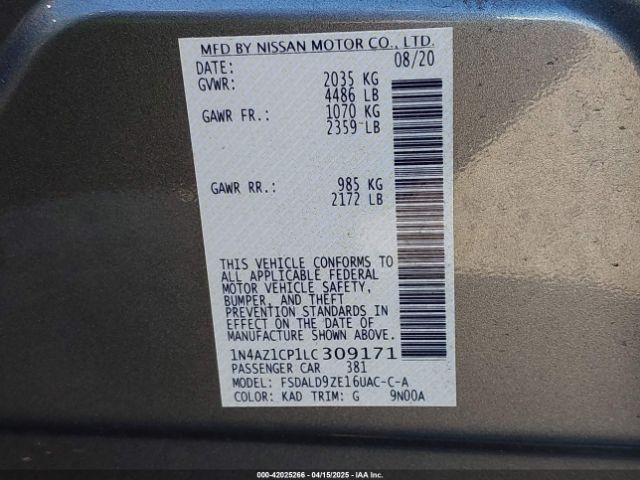 MFD BY NISSAN MOTOR CO., LTD.
DATE: 08/20
GVWR: 2035 KG
4486 LB
GAWR FR.: 1070 KG
2359 LB
GAWR RR.: 985 KG
2172 LB
THIS VEHICLE CONFORMS TO
ALL APPLICABLE FEDERAL
MOTOR VEHICLE SAFETY,
BUMPER, AND THEFT
PREVENTION STANDARDS IN
EFFECT ON THE DATE OF
MANUFACTURE SHOWN ABOVE.
1N4AZ1CP1LC309171
PASSENGER CAR 381
MODEL: FSDALD9ZE16UAC-C-A
COLOR: KAD TRIM: G 9N00A
000-42025266 - 04/15/2025 - IAAI.COM